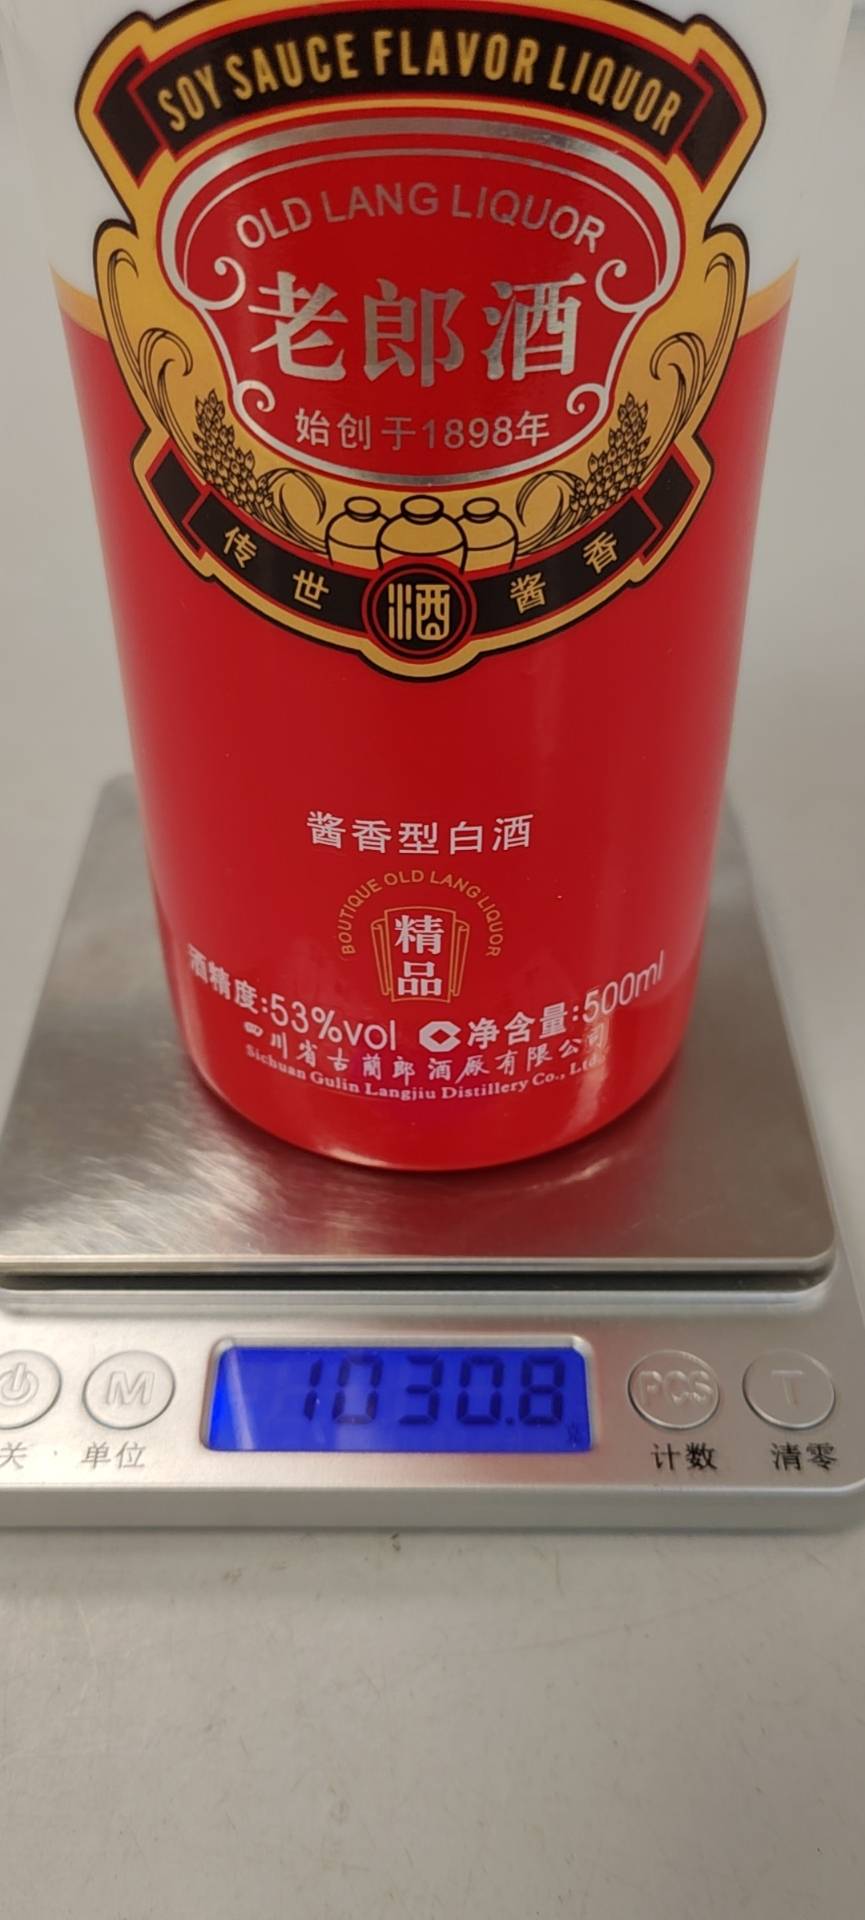 SOY SAUCE FLAVOR LIQUOR
OLD LANG LIQUOR
老郎酒
始创于1898年
传世 酒 酱香
酱香型白酒
BOUTIQUE OLD LANG LIQUOR
精
品
酒精度:53%vol 净含量:500ml
四川省古蔺郎酒厰有限公司
Sichuan Gulin Langjiu Distillery Co., Ltd.
1030.8
M PCS T
关 单位 计数 清零